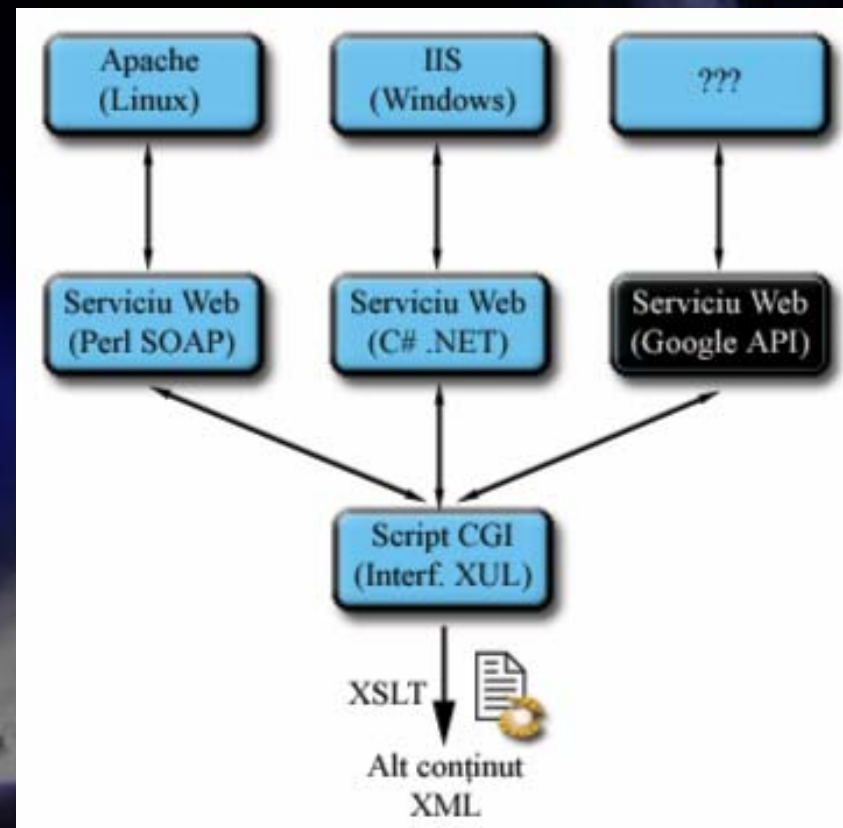 Apache
(Linux)
IIS
(Windows)
???
Serviciu Web
(Perl SOAP)
Serviciu Web
(C# .NET)
Serviciu Web
(Google API)
Script CGI
(Interf. XUL)
XSLT
Alt conținut
XML